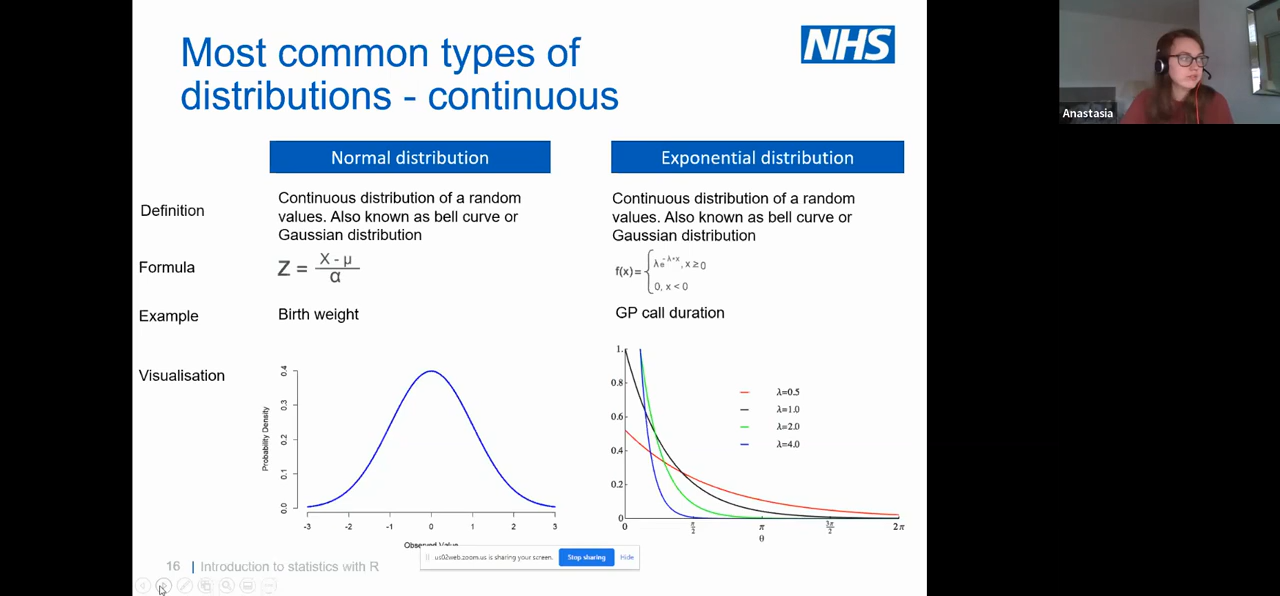 Most common types of
distributions - continuous
NHS
Anastasia
Normal distribution
Exponential distribution
Definition
Continuous distribution of a random
values. Also known as bell curve or
Gaussian distribution
Continuous distribution of a random
values. Also known as bell curve or
Gaussian distribution
Formula
Z = X - μ / α
f(x)= { λe^-λ*x, x ≥ 0
0, x < 0
Example
Birth weight
GP call duration
Visualisation
Probability Density
0.4
0.3
0.2
0.1
0.0
-3 -2 -1 0 1 2 3
Observed Value
1.
0.8
0.6
0.4
0.2
0
λ=0.5
λ=1.0
λ=2.0
λ=4.0
0 π/2 π 3π/2 2π
θ
us02web.zoom.us is sharing your screen.
Stop sharing
Hide
16 | Introduction to statistics with R